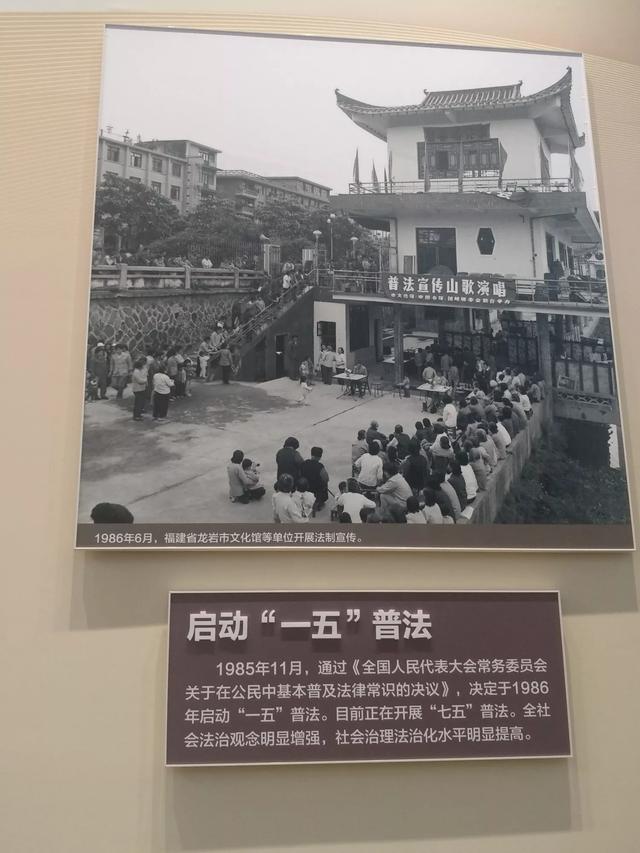 普法宣传山歌演唱
1986年6月，福建省龙岩市文化馆等单位开展法制宣传。
启动“一五”普法
1985年11月，通过《全国人民代表大会常务委员会
关于在公民中基本普及法律常识的决议》，决定于1986
年启动“一五”普法。目前正在开展“七五”普法。全社
会法治观念明显增强，社会治理法治化水平明显提高。